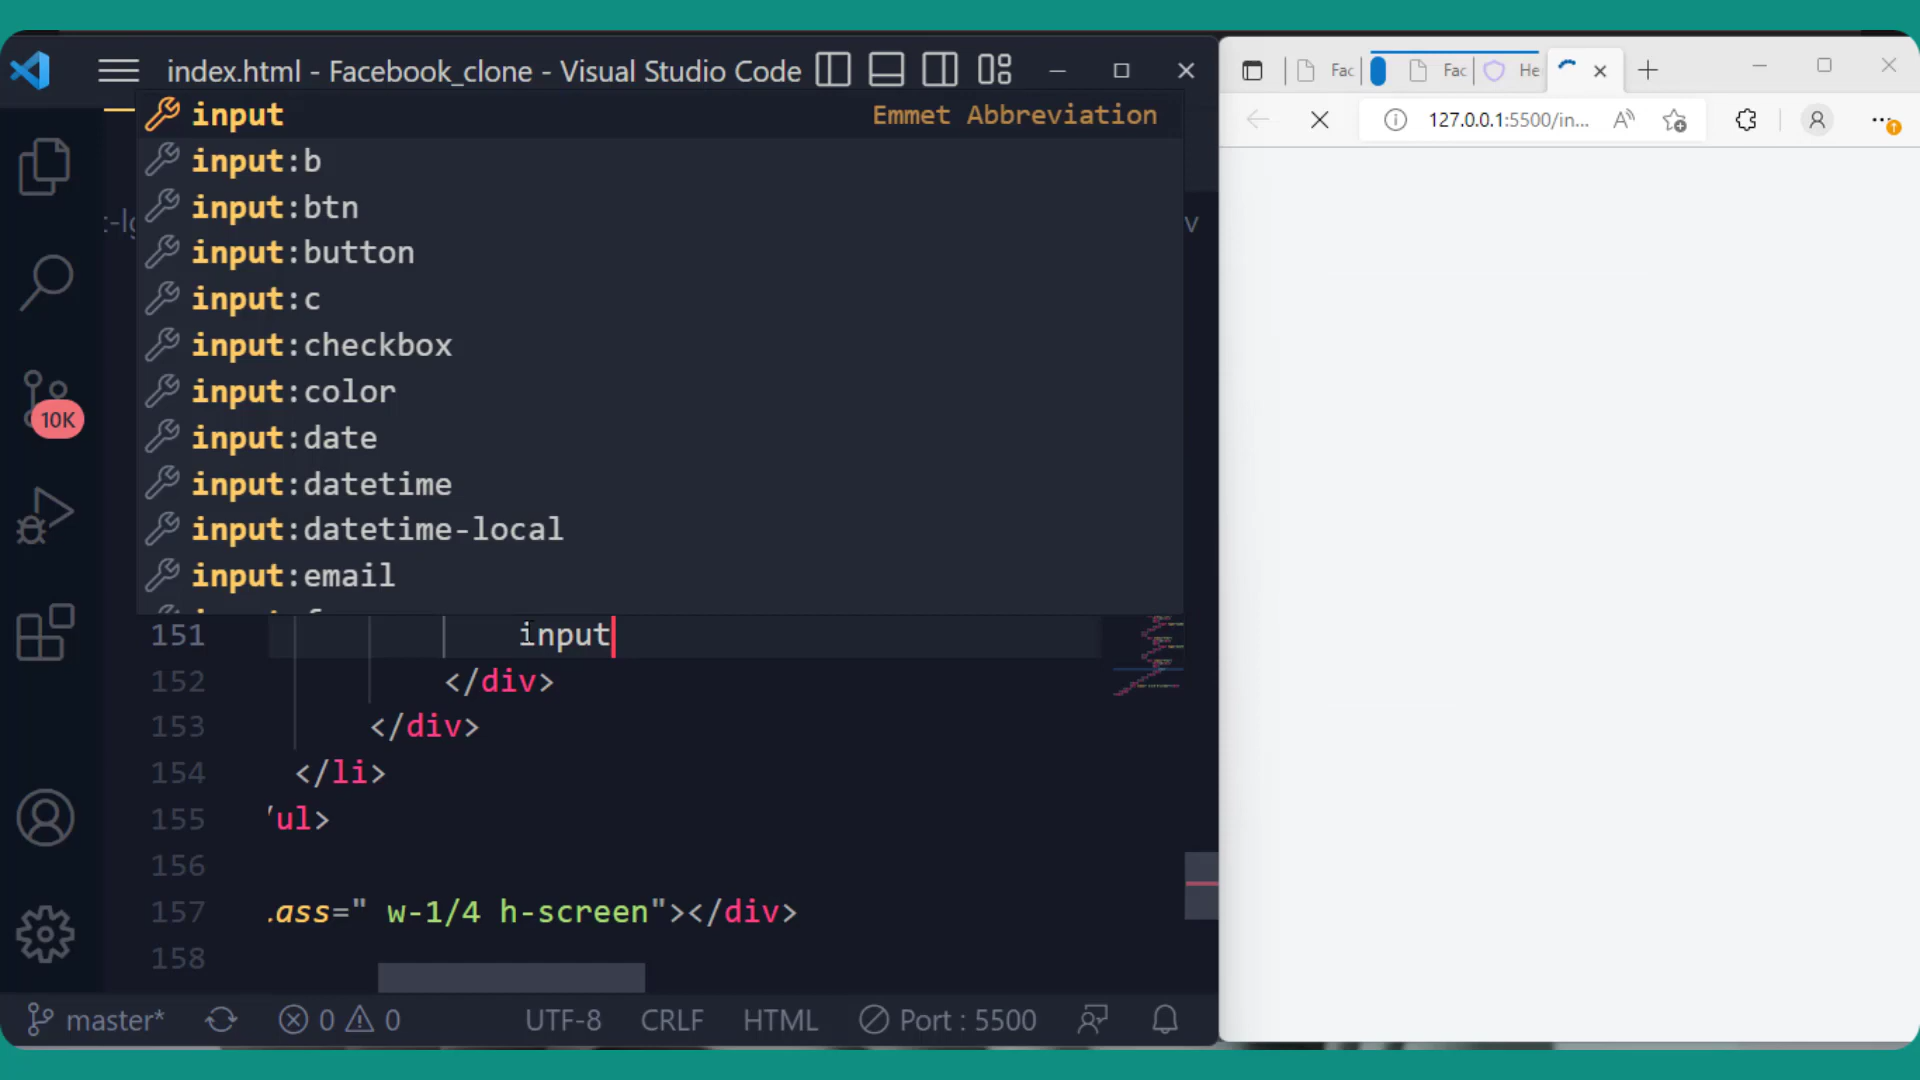 index.html - Facebook_clone - Visual Studio Code
input Emmet Abbreviation
input:b
input:btn
input:button
input:c
input:checkbox
input:color
input:date
input:datetime
input:datetime-local
input:email
151 input
152 </div>
153 </div>
154 </li>
155 ul>
156
157 ass=" w-1/4 h-screen"></div>
158
10K
master* 0 0 UTF-8 CRLF HTML Port : 5500
Fac Fac He
127.0.0.1:5500/in...